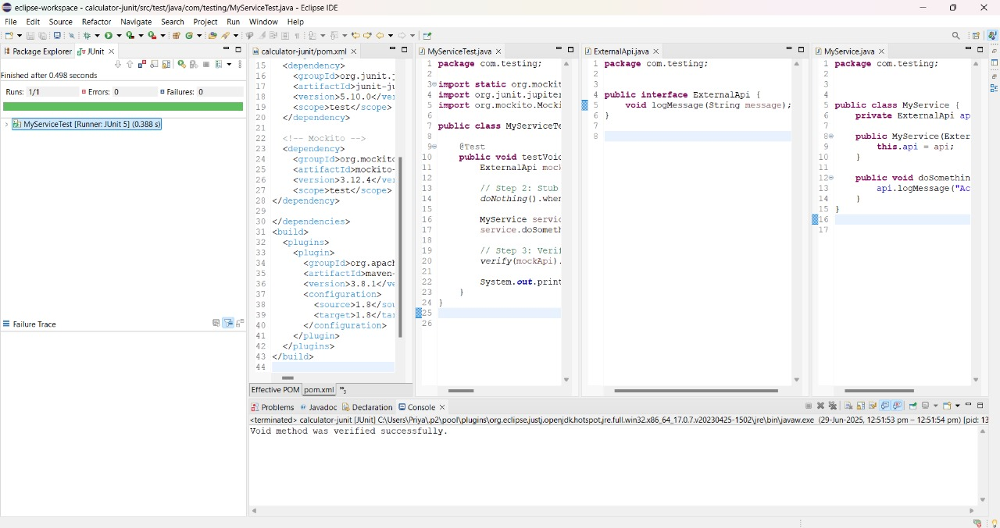 eclipse-workspace - calculator-junit/src/test/java/com/testing/MyServiceTest.java - Eclipse IDE
File Edit Source Refactor Navigate Search Project Run Window Help
Package Explorer JUnit
Finished after 0.498 seconds
Runs: 1/1 Errors: 0 Failures: 0
MyServiceTest [Runner: JUnit 5] (0.388 s)
Failure Trace
calculator-junit/pom.xml
15 <dependency>
16 <groupId>org.junit.j
17 <artifactId>junit-ju
18 <version>5.10.0</ver
19 <scope>test</scope>
20 </dependency>
21
22 <!-- Mockito -->
23 <dependency>
24 <groupId>org.mockito
25 <artifactId>mockito-
26 <version>3.12.4</ver
27 <scope>test</scope>
28 </dependency>
29
30 </dependencies>
31 <build>
32 <plugins>
33 <plugin>
34 <groupId>org.apach
35 <artifactId>maven-
36 <version>3.8.1</ve
37 <configuration>
38 <source>1.8</sou
39 <target>1.8</tar
40 </configuration>
41 </plugin>
42 </plugins>
43 </build>
44
Effective POM pom.xml »3
MyServiceTest.java
1 package com.testing;
2
3 import static org.mockit
4 import org.junit.jupiter
5 import org.mockito.Mocki
6
7 public class MyServiceTe
8
9 @Test
10 public void testVoid
11 ExternalApi mock
12
13 // Step 2: Stub
14 doNothing().when
15
16 MyService servic
17 service.doSometh
18
19 // Step 3: Verif
20 verify(mockApi).
21
22 System.out.print
23 }
24 }
25
26
ExternalApi.java
1 package com.testing;
2
3
4 public interface ExternalApi {
5 void logMessage(String message);
6 }
7
8
MyService.java
1 package com.testing;
2
3
4
5 public class MyService {
6 private ExternalApi ap
7
8 public MyService(Exter
9 this.api = api;
10 }
11
12 public void doSomethin
13 api.logMessage("Ac
14 }
15 }
16
17
Problems Javadoc Declaration Console
<terminated> calculator-junit [JUnit] C:\Users\Priya\.p2\pool\plugins\org.eclipse.justj.openjdk.hotspot.jre.full.win32.x86_64_17.0.7.v20230425-1502\jre\bin\javaw.exe (29-Jun-2025, 12:51:53 pm – 12:51:54 pm) [pid: 13
Void method was verified successfully.